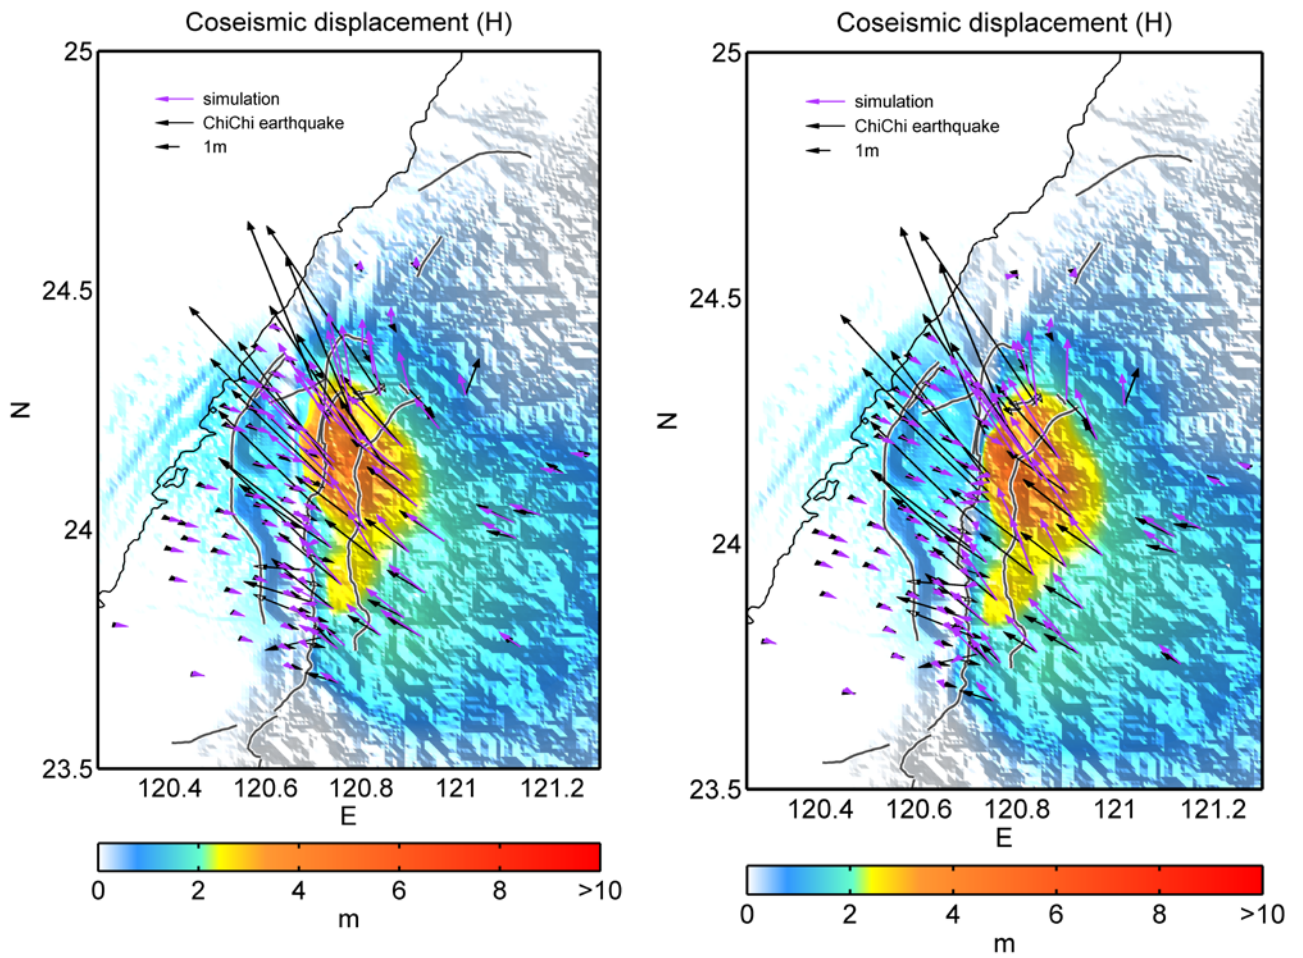 Coseismic displacement (H)
25
simulation
ChiChi earthquake
1m
24.5
N
24
23.5
120.4 120.6 120.8 121 121.2
E
0 2 4 6 8 >10
m
Coseismic displacement (H)
25
simulation
ChiChi earthquake
1m
24.5
N
24
23.5
120.4 120.6 120.8 121 121.2
E
0 2 4 6 8 >10
m